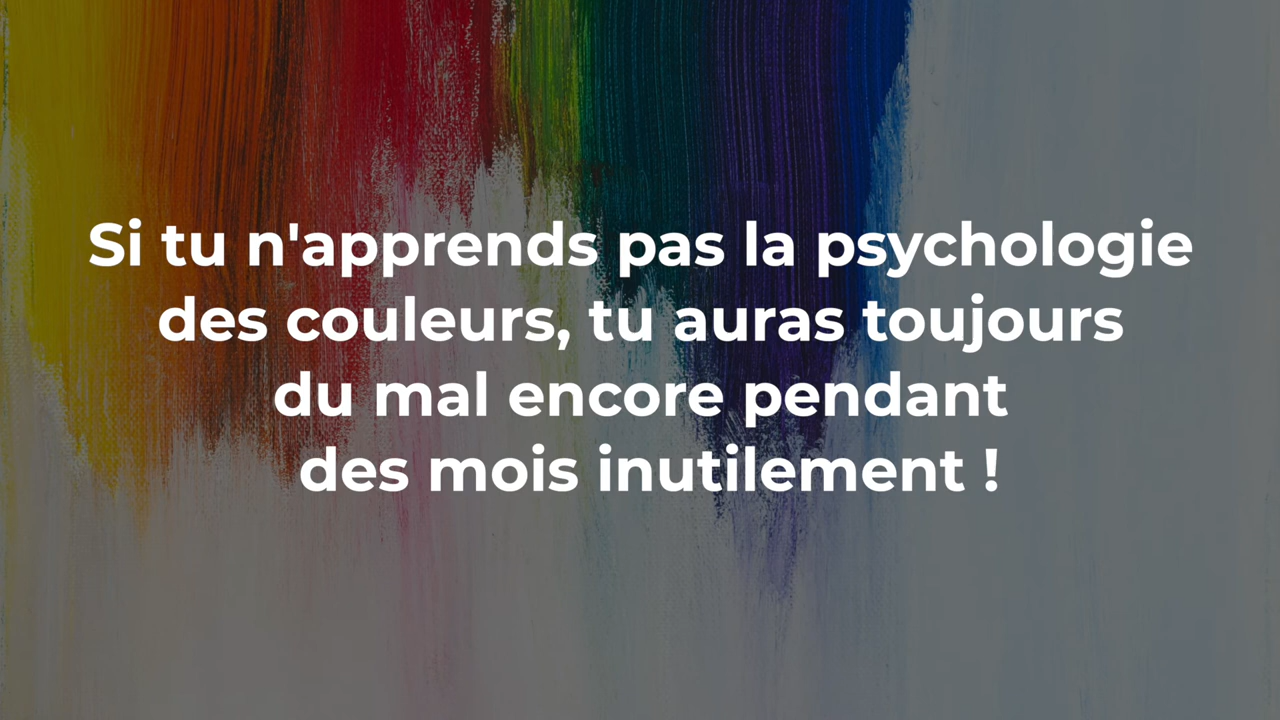 Si tu n'apprends pas la psychologie
des couleurs, tu auras toujours
du mal encore pendant
des mois inutilement !